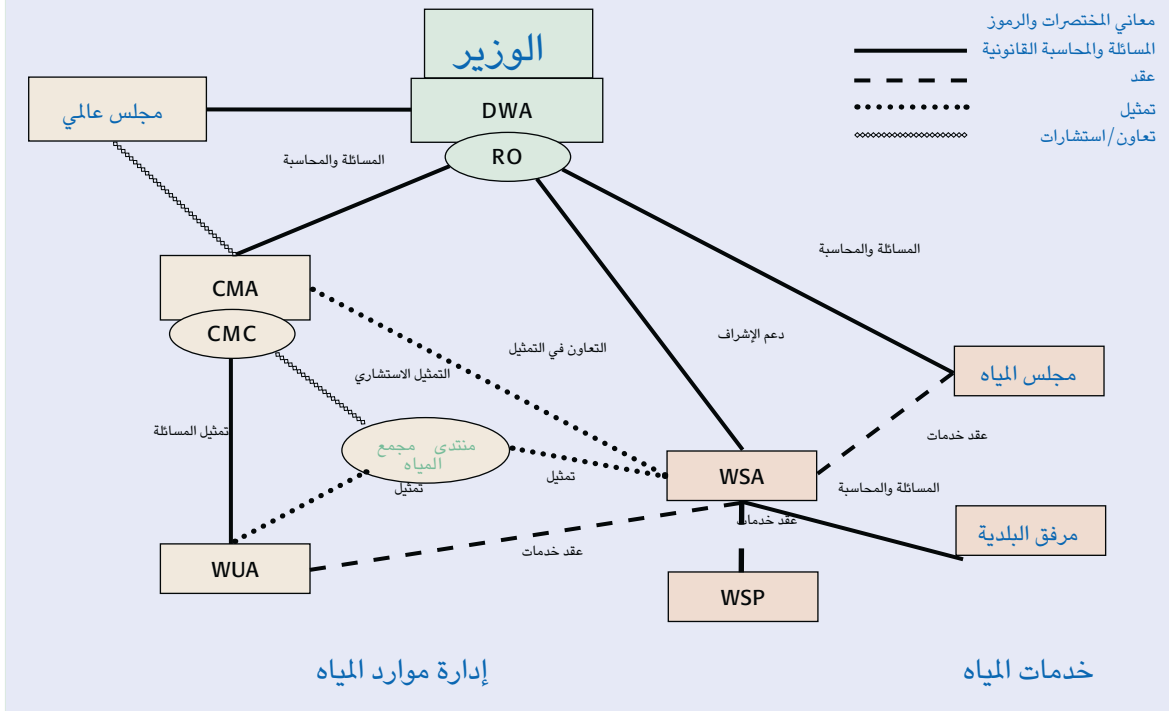 معاني المختصرات والرموز
المسائلة والمحاسبة القانونية
عقد
تمثيل
تعاون/استشارات
الوزير
DWA
RO
مجلس عالمي
المسائلة والمحاسبة
المسائلة والمحاسبة
CMA
CMC
دعم الإشراف
التعاون في التمثيل
التمثيل الاستشاري
مجلس المياه
تمثيل المسائلة
منتدى مجمع
المياه
عقد خدمات
تمثيل
تمثيل
WSA
المسائلة والمحاسبة
عقد خدمات
مرفق البلدية
عقد خدمات
WUA
WSP
خدمات المياه
إدارة موارد المياه